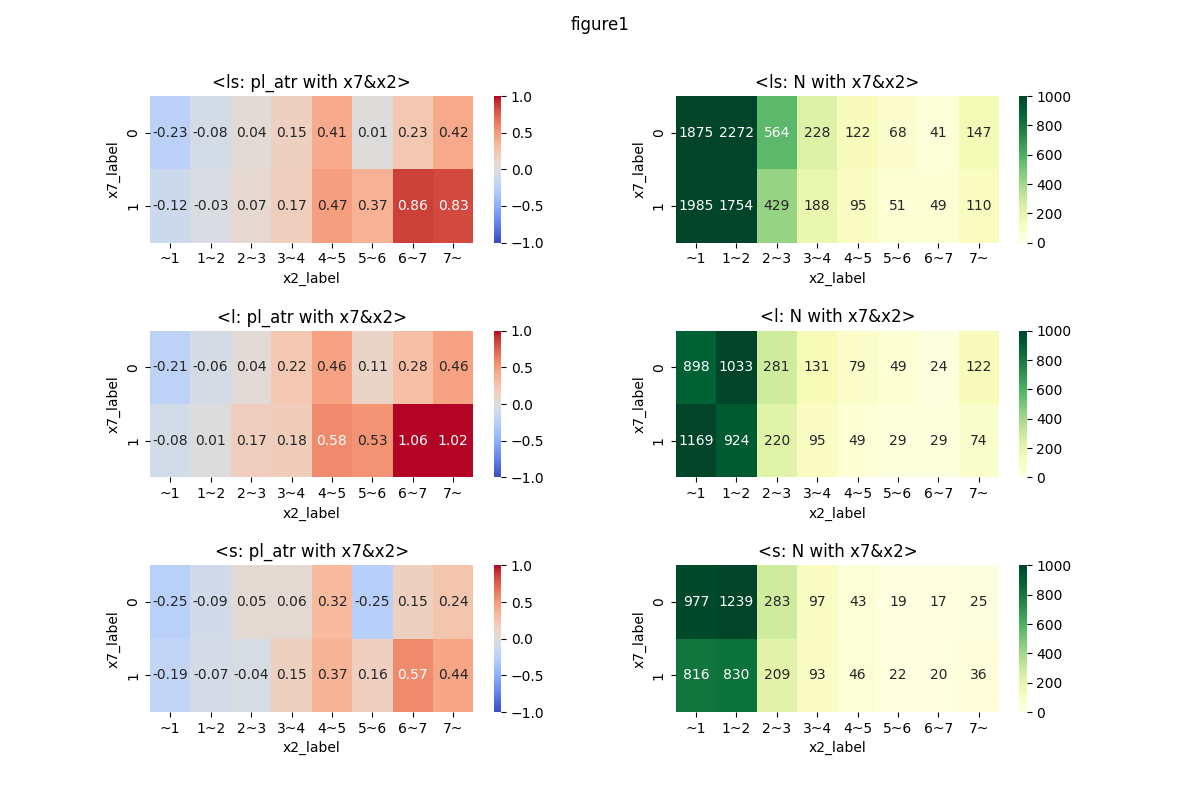 figure1
<ls: pl_atr with x7&x2>
x7_label
0 -0.23 -0.08 0.04 0.15 0.41 0.01 0.23 0.42
1 -0.12 -0.03 0.07 0.17 0.47 0.37 0.86 0.83
~1 1~2 2~3 3~4 4~5 5~6 6~7 7~
x2_label
1.0
0.5
0.0
−0.5
−1.0
<ls: N with x7&x2>
x7_label
0 1875 2272 564 228 122 68 41 147
1 1985 1754 429 188 95 51 49 110
~1 1~2 2~3 3~4 4~5 5~6 6~7 7~
x2_label
1000
800
600
400
200
0
<l: pl_atr with x7&x2>
x7_label
0 -0.21 -0.06 0.04 0.22 0.46 0.11 0.28 0.46
1 -0.08 0.01 0.17 0.18 0.58 0.53 1.06 1.02
~1 1~2 2~3 3~4 4~5 5~6 6~7 7~
x2_label
1.0
0.5
0.0
−0.5
−1.0
<l: N with x7&x2>
x7_label
0 898 1033 281 131 79 49 24 122
1 1169 924 220 95 49 29 29 74
~1 1~2 2~3 3~4 4~5 5~6 6~7 7~
x2_label
1000
800
600
400
200
0
<s: pl_atr with x7&x2>
x7_label
0 -0.25 -0.09 0.05 0.06 0.32 -0.25 0.15 0.24
1 -0.19 -0.07 -0.04 0.15 0.37 0.16 0.57 0.44
~1 1~2 2~3 3~4 4~5 5~6 6~7 7~
x2_label
1.0
0.5
0.0
−0.5
−1.0
<s: N with x7&x2>
x7_label
0 977 1239 283 97 43 19 17 25
1 816 830 209 93 46 22 20 36
~1 1~2 2~3 3~4 4~5 5~6 6~7 7~
x2_label
1000
800
600
400
200
0